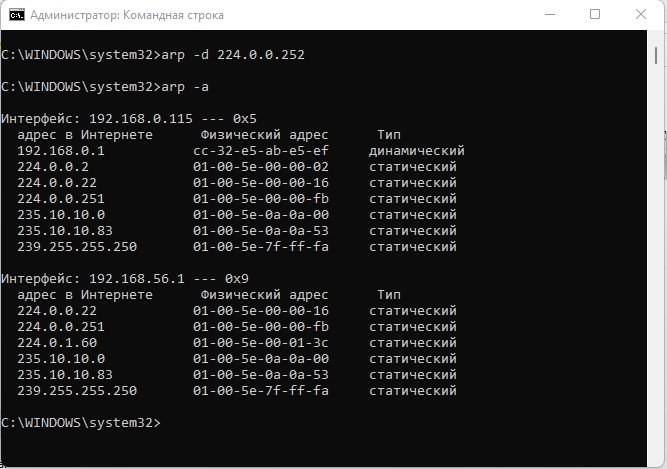 Администратор: Командная строка
C:\WINDOWS\system32>arp -d 224.0.0.252
C:\WINDOWS\system32>arp -a
Интерфейс: 192.168.0.115 --- 0x5
адрес в Интернете Физический адрес Тип
192.168.0.1 cc-32-e5-ab-e5-ef динамический
224.0.0.2 01-00-5e-00-00-02 статический
224.0.0.22 01-00-5e-00-00-16 статический
224.0.0.251 01-00-5e-00-00-fb статический
235.10.10.0 01-00-5e-0a-0a-00 статический
235.10.10.83 01-00-5e-0a-0a-53 статический
239.255.255.250 01-00-5e-7f-ff-fa статический
Интерфейс: 192.168.56.1 --- 0x9
адрес в Интернете Физический адрес Тип
224.0.0.22 01-00-5e-00-00-16 статический
224.0.0.251 01-00-5e-00-00-fb статический
224.0.1.60 01-00-5e-00-01-3c статический
235.10.10.0 01-00-5e-0a-0a-00 статический
235.10.10.83 01-00-5e-0a-0a-53 статический
239.255.255.250 01-00-5e-7f-ff-fa статический
C:\WINDOWS\system32>